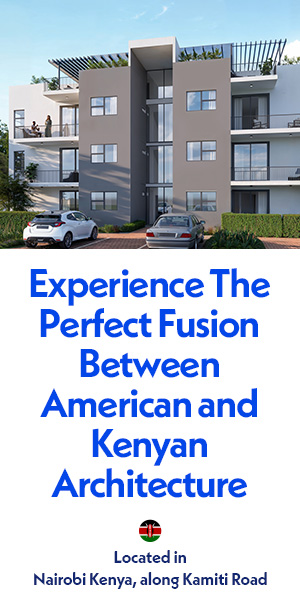 Experience The
Perfect Fusion
Between
American and
Kenyan
Architecture
Located in
Nairobi Kenya, along Kamiti Road